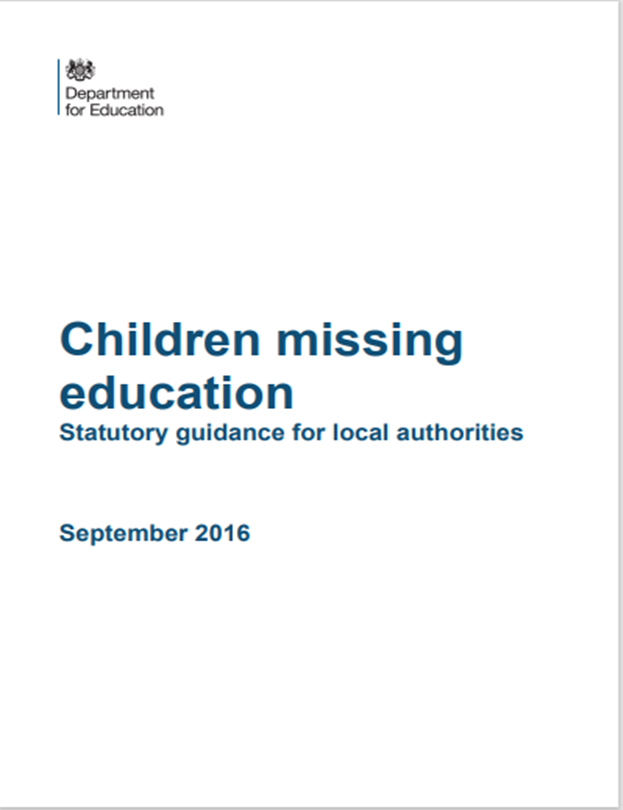 Department
for Education
Children missing
education
Statutory guidance for local authorities
September 2016